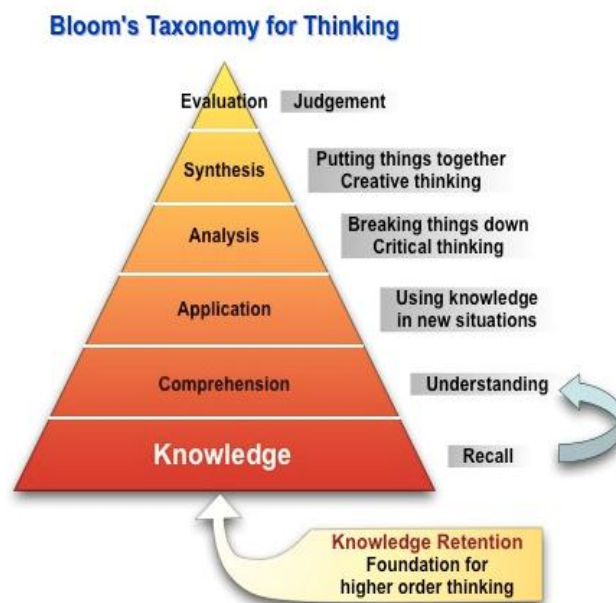 Bloom's Taxonomy for Thinking
Evaluation
Judgement
Synthesis
Putting things together
Creative thinking
Analysis
Breaking things down
Critical thinking
Application
Using knowledge
in new situations
Comprehension
Understanding
Knowledge
Recall
Knowledge Retention
Foundation for
higher order thinking